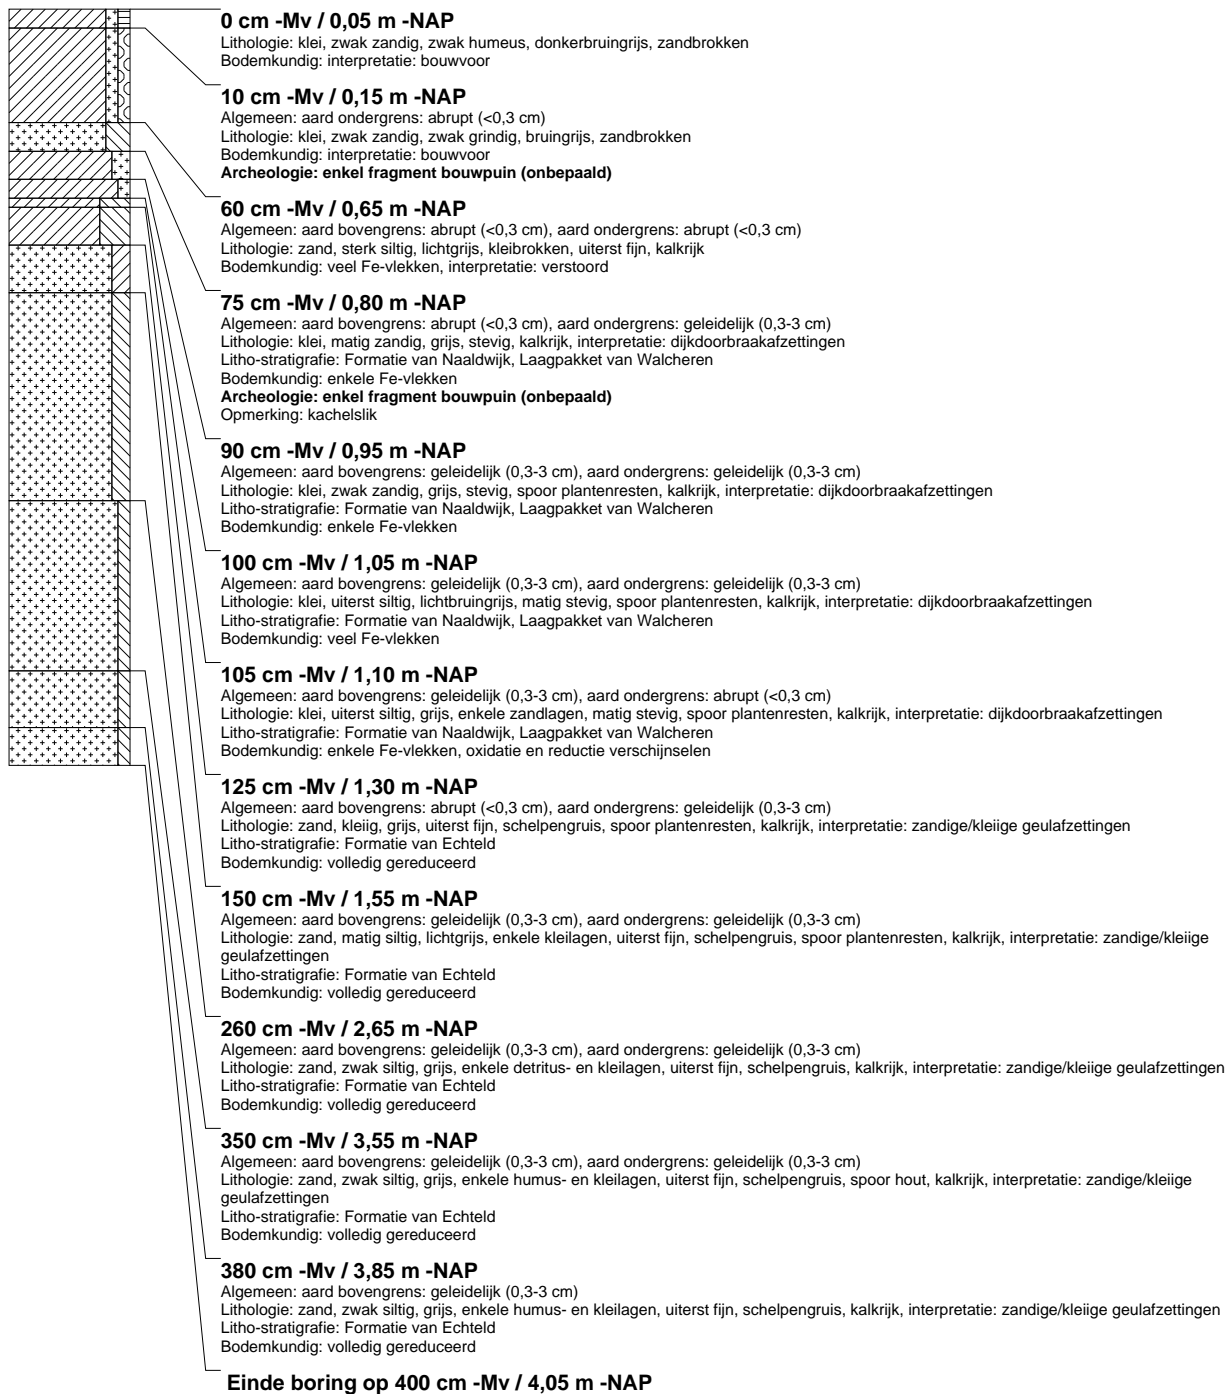 0 cm -Mv / 0,05 m -NAP
Lithologie: klei, zwak zandig, zwak humeus, donkerbruingrijs, zandbrokken
Bodemkundig: interpretatie: bouwvoor
10 cm -Mv / 0,15 m -NAP
Algemeen: aard ondergrens: abrupt (<0,3 cm)
Lithologie: klei, zwak zandig, zwak grindig, bruingrijs, zandbrokken
Bodemkundig: interpretatie: bouwvoor
Archeologie: enkel fragment bouwpuin (onbepaald)
60 cm -Mv / 0,65 m -NAP
Algemeen: aard bovengrens: abrupt (<0,3 cm), aard ondergrens: abrupt (<0,3 cm)
Lithologie: zand, sterk siltig, lichtgrijs, kleibrokken, uiterst fijn, kalkrijk
Bodemkundig: veel Fe-vlekken, interpretatie: verstoord
75 cm -Mv / 0,80 m -NAP
Algemeen: aard bovengrens: abrupt (<0,3 cm), aard ondergrens: geleidelijk (0,3-3 cm)
Lithologie: klei, matig zandig, grijs, stevig, kalkrijk, interpretatie: dijkdoorbraakafzettingen
Litho-stratigrafie: Formatie van Naaldwijk, Laagpakket van Walcheren
Bodemkundig: enkele Fe-vlekken
Archeologie: enkel fragment bouwpuin (onbepaald)
Opmerking: kachelslik
90 cm -Mv / 0,95 m -NAP
Algemeen: aard bovengrens: geleidelijk (0,3-3 cm), aard ondergrens: geleidelijk (0,3-3 cm)
Lithologie: klei, zwak zandig, grijs, stevig, spoor plantenresten, kalkrijk, interpretatie: dijkdoorbraakafzettingen
Litho-stratigrafie: Formatie van Naaldwijk, Laagpakket van Walcheren
Bodemkundig: enkele Fe-vlekken
100 cm -Mv / 1,05 m -NAP
Algemeen: aard bovengrens: geleidelijk (0,3-3 cm), aard ondergrens: geleidelijk (0,3-3 cm)
Lithologie: klei, uiterst siltig, lichtbruingrijs, matig stevig, spoor plantenresten, kalkrijk, interpretatie: dijkdoorbraakafzettingen
Litho-stratigrafie: Formatie van Naaldwijk, Laagpakket van Walcheren
Bodemkundig: veel Fe-vlekken
105 cm -Mv / 1,10 m -NAP
Algemeen: aard bovengrens: geleidelijk (0,3-3 cm), aard ondergrens: abrupt (<0,3 cm)
Lithologie: klei, uiterst siltig, grijs, enkele zandlagen, matig stevig, spoor plantenresten, kalkrijk, interpretatie: dijkdoorbraakafzettingen
Litho-stratigrafie: Formatie van Naaldwijk, Laagpakket van Walcheren
Bodemkundig: enkele Fe-vlekken, oxidatie en reductie verschijnselen
125 cm -Mv / 1,30 m -NAP
Algemeen: aard bovengrens: abrupt (<0,3 cm), aard ondergrens: geleidelijk (0,3-3 cm)
Lithologie: zand, kleiig, grijs, uiterst fijn, schelpengruis, spoor plantenresten, kalkrijk, interpretatie: zandige/kleiige geulafzettingen
Litho-stratigrafie: Formatie van Echteld
Bodemkundig: volledig gereduceerd
150 cm -Mv / 1,55 m -NAP
Algemeen: aard bovengrens: geleidelijk (0,3-3 cm), aard ondergrens: geleidelijk (0,3-3 cm)
Lithologie: zand, matig siltig, lichtgrijs, enkele kleilagen, uiterst fijn, schelpengruis, spoor plantenresten, kalkrijk, interpretatie: zandige/kleiige
geulafzettingen
Litho-stratigrafie: Formatie van Echteld
Bodemkundig: volledig gereduceerd
260 cm -Mv / 2,65 m -NAP
Algemeen: aard bovengrens: geleidelijk (0,3-3 cm), aard ondergrens: geleidelijk (0,3-3 cm)
Lithologie: zand, zwak siltig, grijs, enkele detritus- en kleilagen, uiterst fijn, schelpengruis, kalkrijk, interpretatie: zandige/kleiige geulafzettingen
Litho-stratigrafie: Formatie van Echteld
Bodemkundig: volledig gereduceerd
350 cm -Mv / 3,55 m -NAP
Algemeen: aard bovengrens: geleidelijk (0,3-3 cm), aard ondergrens: geleidelijk (0,3-3 cm)
Lithologie: zand, zwak siltig, grijs, enkele humus- en kleilagen, uiterst fijn, schelpengruis, spoor hout, kalkrijk, interpretatie: zandige/kleiige
geulafzettingen
Litho-stratigrafie: Formatie van Echteld
Bodemkundig: volledig gereduceerd
380 cm -Mv / 3,85 m -NAP
Algemeen: aard bovengrens: geleidelijk (0,3-3 cm)
Lithologie: zand, zwak siltig, grijs, enkele humus- en kleilagen, uiterst fijn, schelpengruis, kalkrijk, interpretatie: zandige/kleiige geulafzettingen
Litho-stratigrafie: Formatie van Echteld
Bodemkundig: volledig gereduceerd
Einde boring op 400 cm -Mv / 4,05 m -NAP